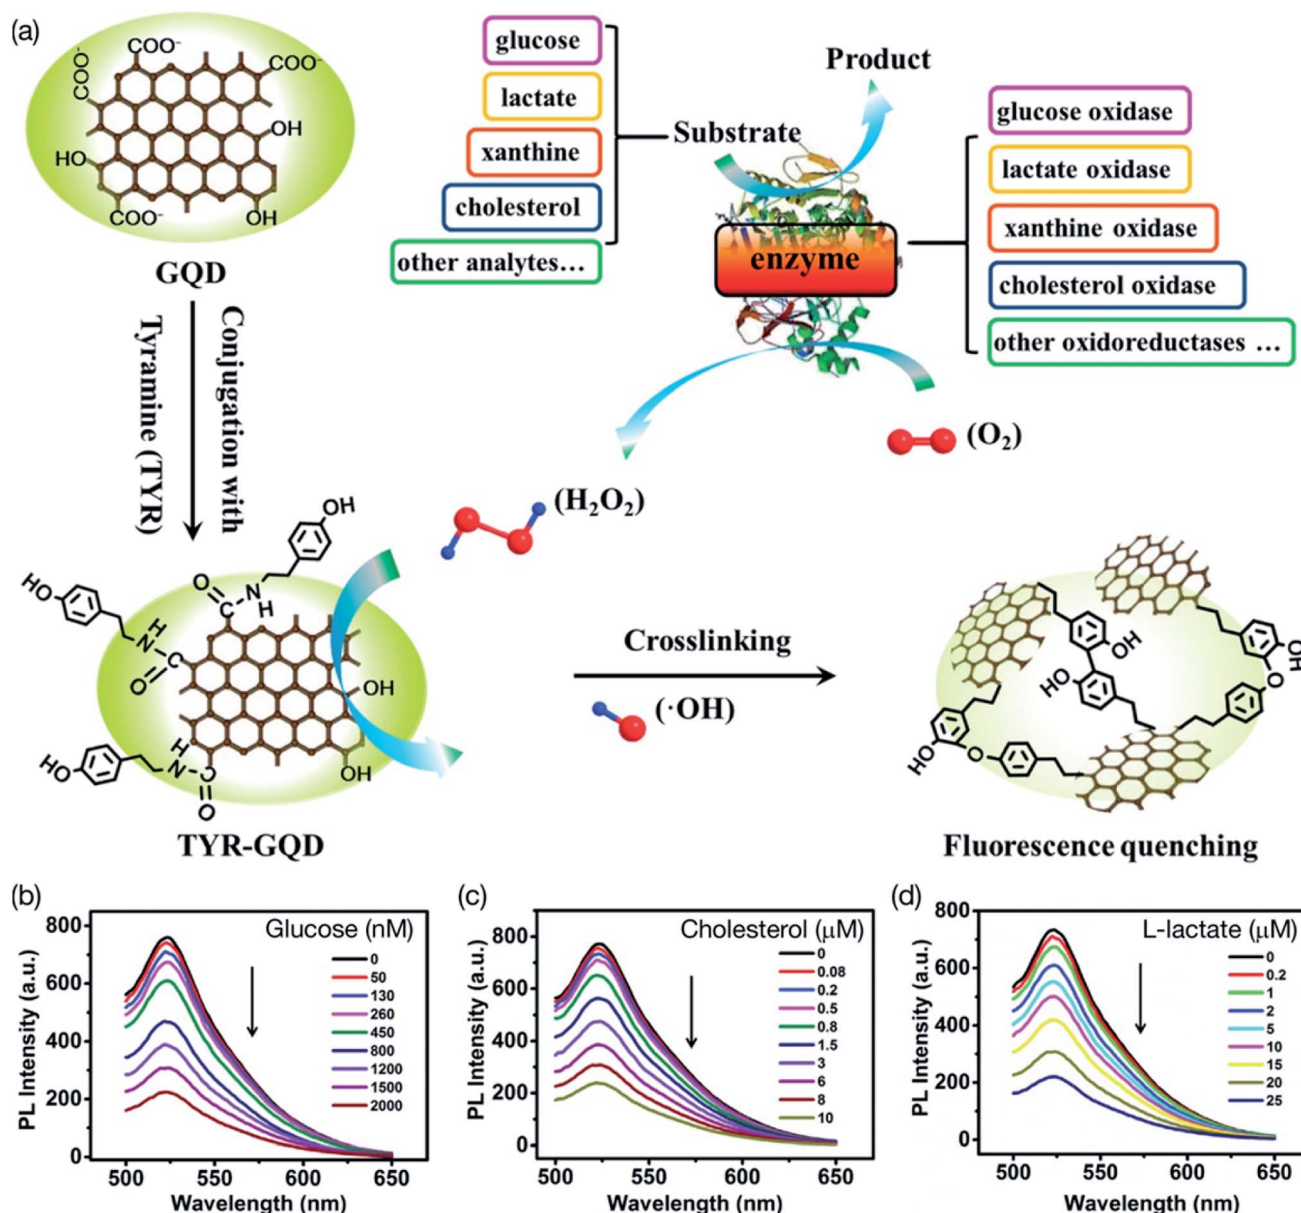 (a)
COO⁻
COO⁻
COO⁻
OH
HO
COO⁻
OH
GQD
glucose
lactate
xanthine
cholesterol
other analytes...
Substrate
Product
enzyme
glucose oxidase
lactate oxidase
xanthine oxidase
cholesterol oxidase
other oxidoreductases ...
(O₂)
(H₂O₂)
Conjugation with
Tyramine (TYR)
OH
HO
O
C
N
H
H
N
C
O
OH
HO
H
N
C
O
OH
TYR-GQD
Crosslinking
(·OH)
OH
HO
OH
O
HO
O
Fluorescence quenching
(b)
800
600
400
200
0
PL Intensity (a.u.)
Glucose (nM)
0
50
130
260
450
800
1200
1500
2000
500 550 600 650
Wavelength (nm)
(c)
800
600
400
200
0
PL Intensity (a.u.)
Cholesterol (μM)
0
0.08
0.2
0.5
0.8
1.5
3
6
8
10
500 550 600 650
Wavelength (nm)
(d)
800
700
600
500
400
300
200
100
0
PL Intensity (a.u.)
L-lactate (μM)
0
0.2
1
2
5
10
15
20
25
500 550 600 650
Wavelength (nm)